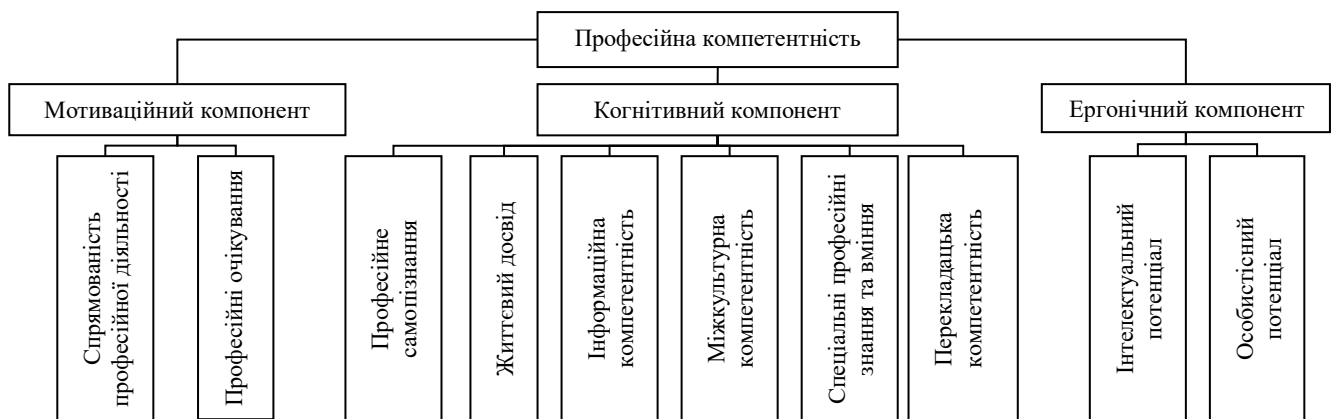 Професійна компетентність
Мотиваційний компонент
Когнітивний компонент
Ергонічний компонент
Спрямованість
професійної діяльності
Професійні очікування
Професійне
самопізнання
Життєвий досвід
Інформаційна
компетентність
Міжкультурна
компетентність
Спеціальні професійні
знання та вміння
Перекладацька
компетентність
Інтелектуальний
потенціал
Особистісний
потенціал